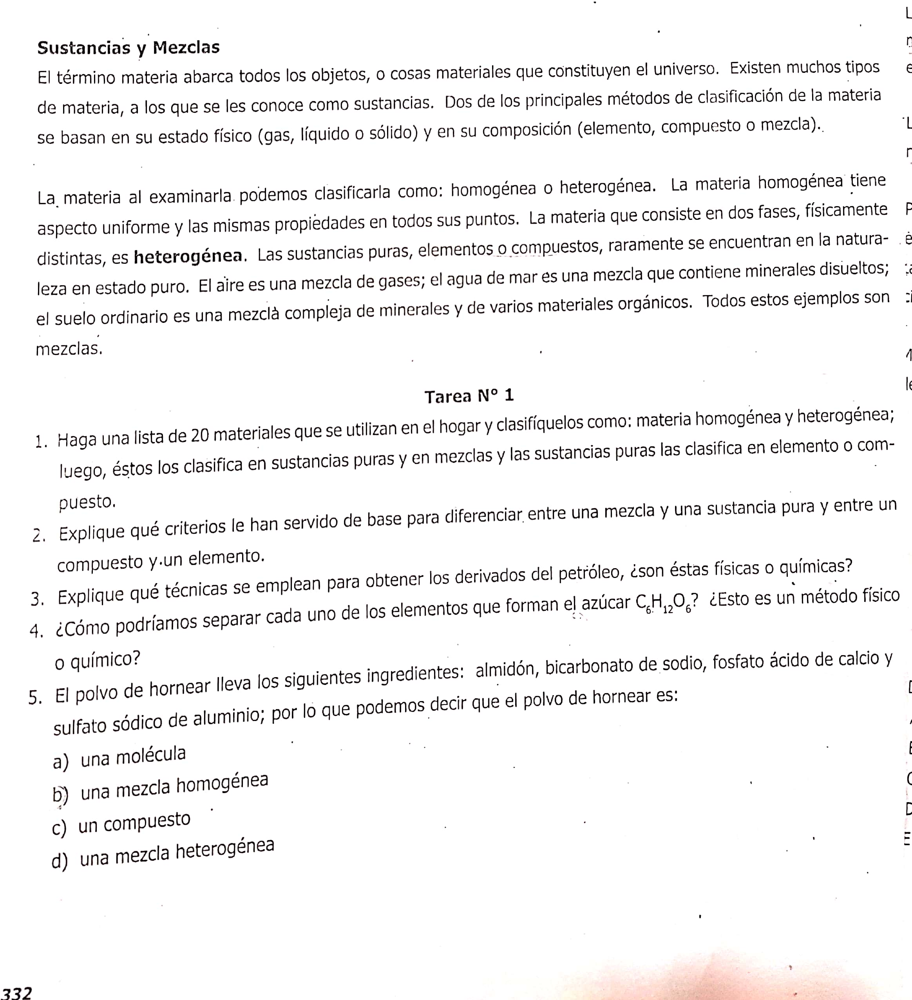 Sustancias y Mezclas
El término materia abarca todos los objetos, o cosas materiales que constituyen el universo. Existen muchos tipos
de materia, a los que se les conoce como sustancias. Dos de los principales métodos de clasificación de la materia
se basan en su estado físico (gas, líquido o sólido) y en su composición (elemento, compuesto o mezcla).
La materia al examinarla podemos clasificarla como: homogénea o heterogénea. La materia homogénea tiene
aspecto uniforme y las mismas propiedades en todos sus puntos. La materia que consiste en dos fases, físicamente
distintas, es heterogénea. Las sustancias puras, elementos o compuestos, raramente se encuentran en la natura-
leza en estado puro. El aire es una mezcla de gases; el agua de mar es una mezcla que contiene minerales disueltos;
el suelo ordinario es una mezcla compleja de minerales y de varios materiales orgánicos. Todos estos ejemplos son
mezclas.
Tarea Nº 1
1. Haga una lista de 20 materiales que se utilizan en el hogar y clasifíquelos como: materia homogénea y heterogénea;
luego, éstos los clasifica en sustancias puras y en mezclas y las sustancias puras las clasifica en elemento o com-
puesto.
2. Explique qué criterios le han servido de base para diferenciar entre una mezcla y una sustancia pura y entre un
compuesto y un elemento.
3. Explique qué técnicas se emplean para obtener los derivados del petróleo, ¿son éstas físicas o químicas?
4. ¿Cómo podríamos separar cada uno de los elementos que forman el azúcar C₆H₁₂O₆? ¿Esto es un método físico
o químico?
5. El polvo de hornear lleva los siguientes ingredientes: almidón, bicarbonato de sodio, fosfato ácido de calcio y
sulfato sódico de aluminio; por lo que podemos decir que el polvo de hornear es:
a) una molécula
b) una mezcla homogénea
c) un compuesto
d) una mezcla heterogénea
332